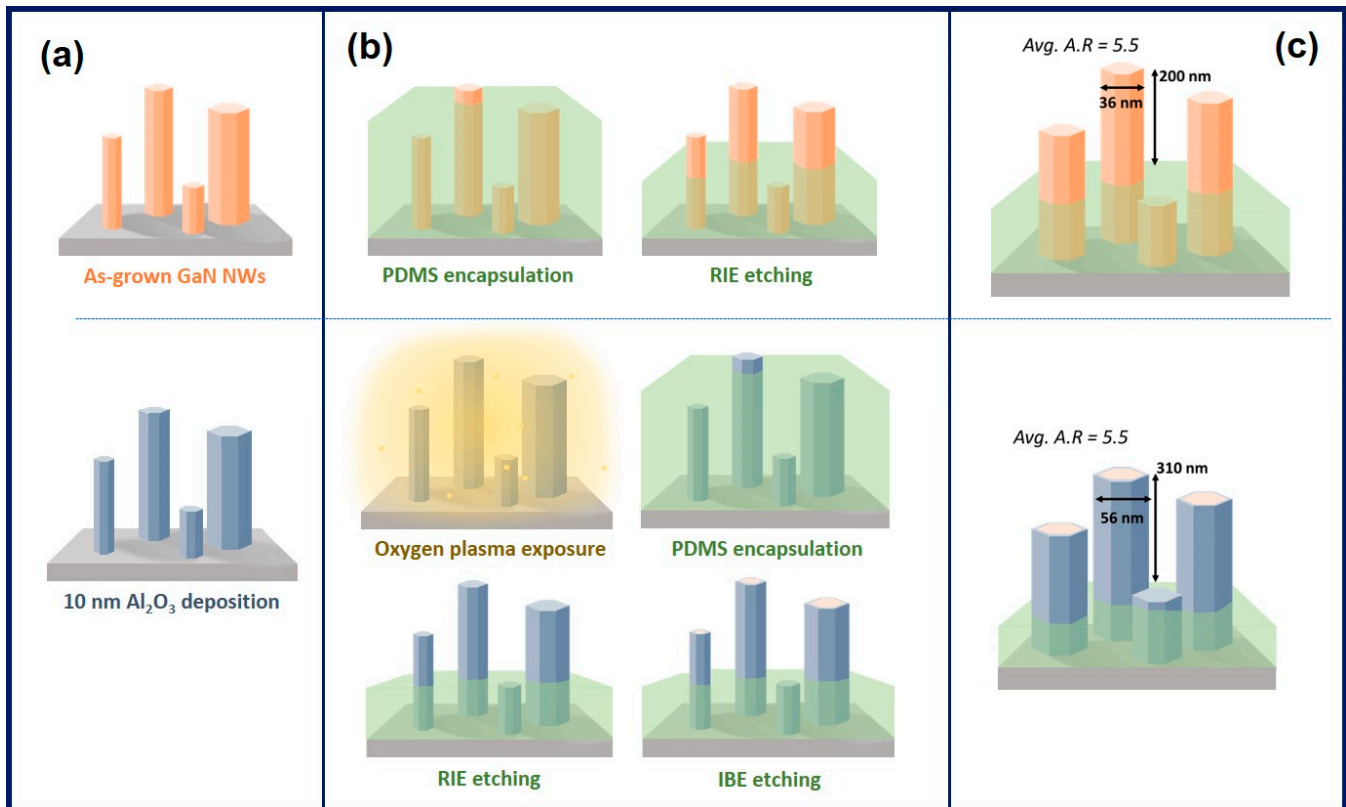 (a)
As-grown GaN NWs
10 nm Al₂O₃ deposition
(b)
PDMS encapsulation
RIE etching
Oxygen plasma exposure
PDMS encapsulation
RIE etching
IBE etching
(c)
Avg. A.R = 5.5
200 nm
36 nm
Avg. A.R = 5.5
310 nm
56 nm